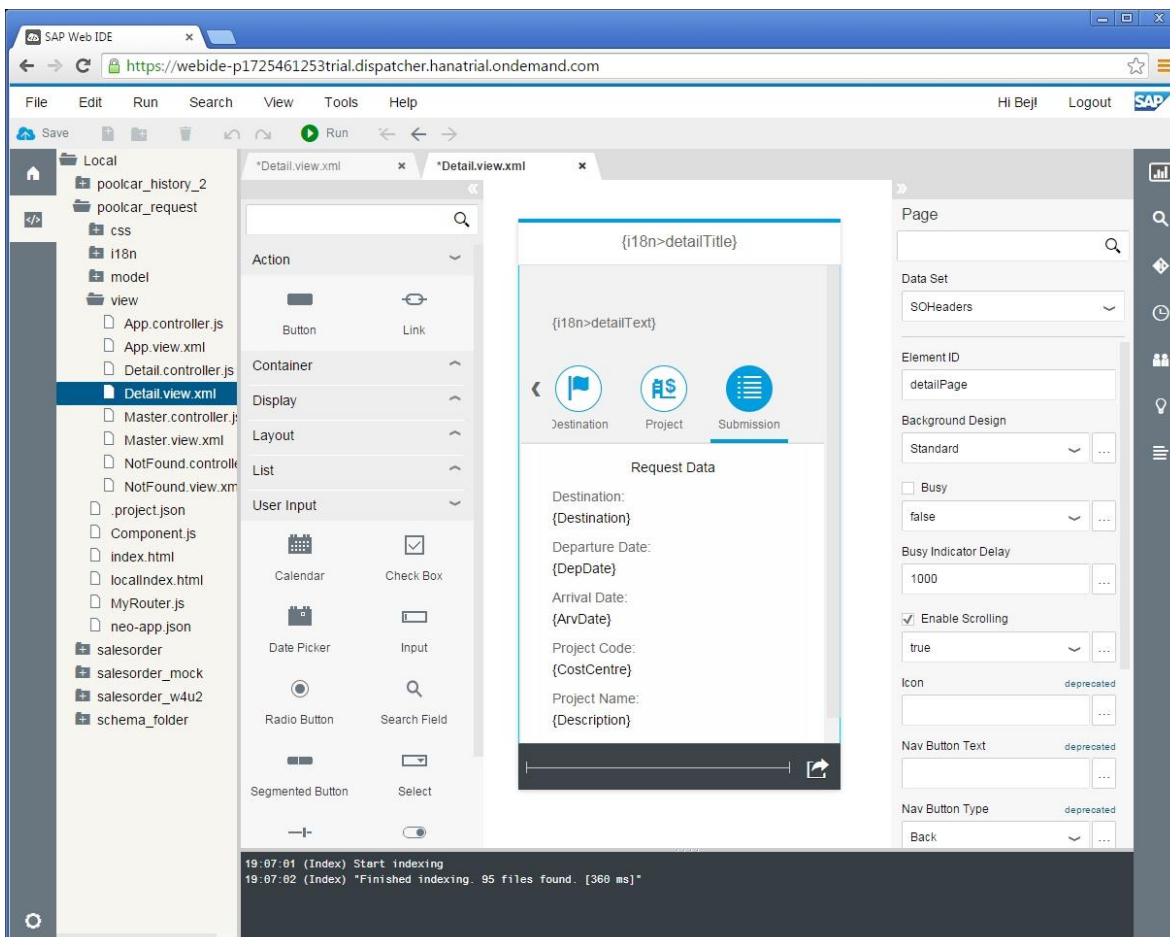 SAP Web IDE
https://webide-p1725461253trial.dispatcher.hanatrial.ondemand.com
File Edit Run Search View Tools Help Hi Bej! Logout SAP
Save Run
Local
poolcar_history_2
poolcar_request
css
i18n
model
view
App.controller.js
App.view.xml
Detail.controller.js
Detail.view.xml
Master.controller.js
Master.view.xml
NotFound.controlle
NotFound.view.xm
.project.json
Component.js
index.html
localIndex.html
MyRouter.js
neo-app.json
salesorder
salesorder_mock
salesorder_w4u2
schema_folder
*Detail.view.xml *Detail.view.xml
Action
Button Link
Container
Display
Layout
List
User Input
Calendar Check Box
Date Picker Input
Radio Button Search Field
Segmented Button Select
{i18n>detailTitle}
{i18n>detailText}
Destination Project Submission
Request Data
Destination:
{Destination}
Departure Date:
{DepDate}
Arrival Date:
{ArvDate}
Project Code:
{CostCentre}
Project Name:
{Description}
Page
Data Set
SOHeaders
Element ID
detailPage
Background Design
Standard ...
Busy
false ...
Busy Indicator Delay
1000 ...
Enable Scrolling
true ...
Icon deprecated
...
Nav Button Text deprecated
...
Nav Button Type deprecated
Back ...
19:07:01 (Index) Start indexing
19:07:02 (Index) "Finished indexing. 95 files found. [360 ms]"